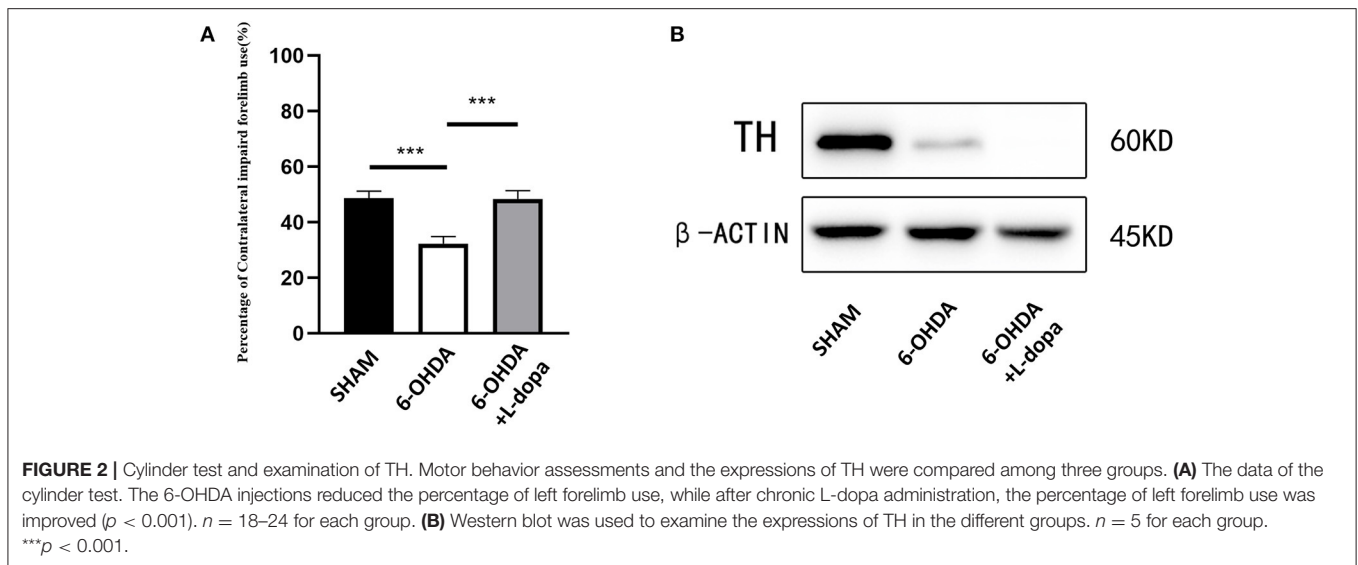 A
Percentage of Contralateral impaird forelimb use(%)
100
80
60
40
20
0
***
***
SHAM
6-OHDA
6-OHDA
+L-dopa
B
TH
60KD
β-ACTIN
45KD
SHAM
6-OHDA
6-OHDA
+L-dopa
FIGURE 2 | Cylinder test and examination of TH. Motor behavior assessments and the expressions of TH were compared among three groups. (A) The data of the
cylinder test. The 6-OHDA injections reduced the percentage of left forelimb use, while after chronic L-dopa administration, the percentage of left forelimb use was
improved (p < 0.001). n = 18–24 for each group. (B) Western blot was used to examine the expressions of TH in the different groups. n = 5 for each group.
***p < 0.001.